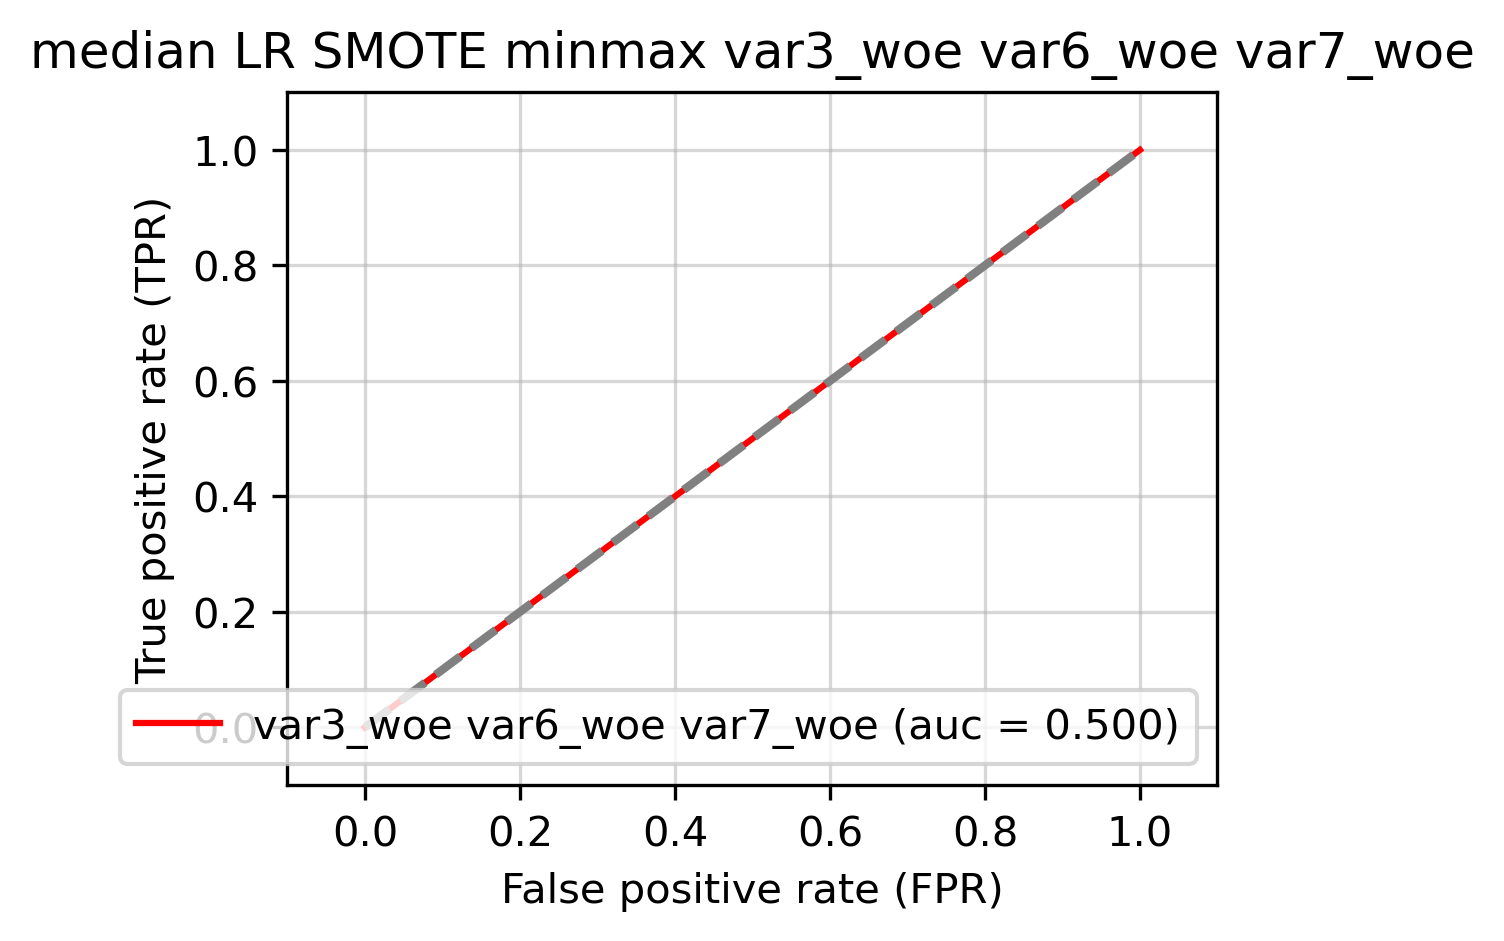 median LR SMOTE minmax var3_woe var6_woe var7_woe
True positive rate (TPR)
1.0
0.8
0.6
0.4
0.2
0.0
var3_woe var6_woe var7_woe (auc = 0.500)
0.0 0.2 0.4 0.6 0.8 1.0
False positive rate (FPR)